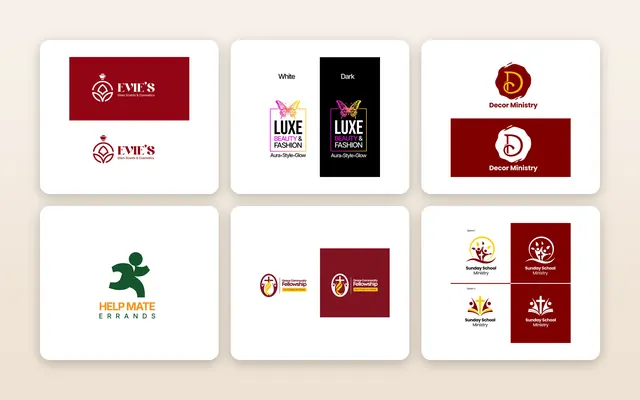 EVIE'S
EVIE'S
White
Dark
LUXE
BEAUTY &
FASHION
Aura•Style•Glow
LUXE
BEAUTY &
FASHION
Aura•Style•Glow
D
Decor Ministry
D
Decor Ministry
HELP MATE
ERRANDS
Fellowship
Fellowship
Sunday School
Ministry
Sunday School
Ministry
Sunday School
Ministry
Sunday School
Ministry